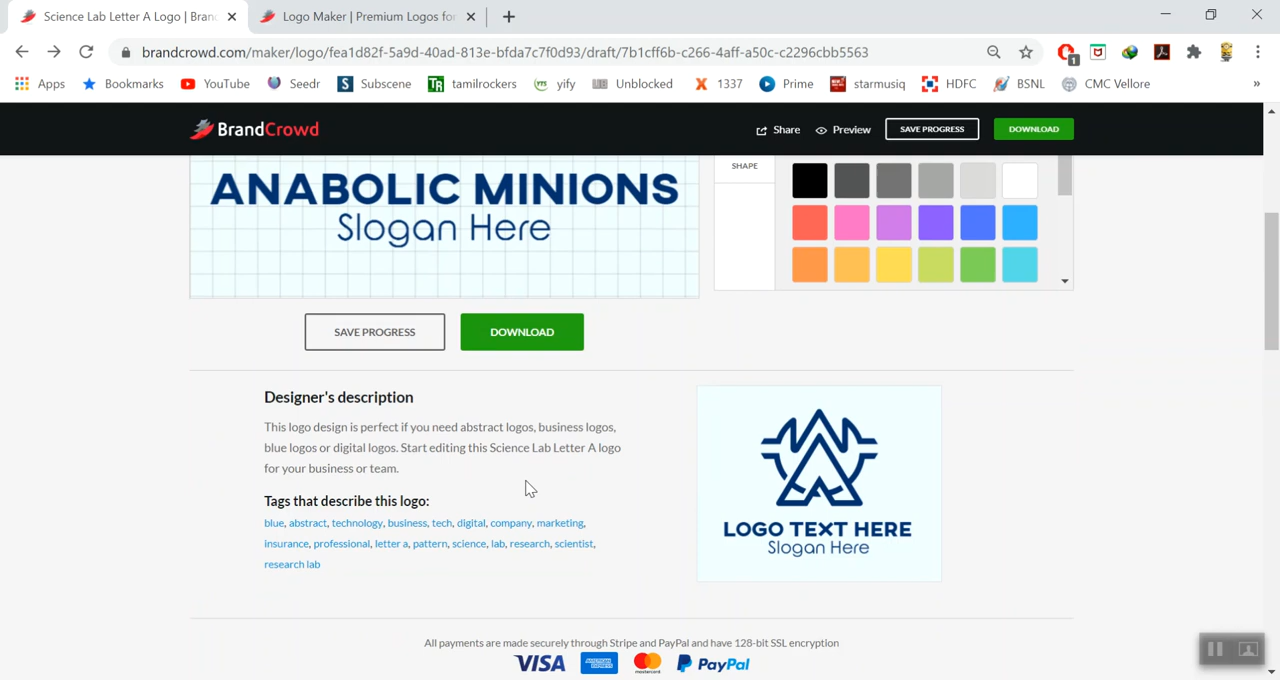 Science Lab Letter A Logo | Bran
Logo Maker | Premium Logos for
brandcrowd.com/maker/logo/fea1d82f-5a9d-40ad-813e-bfda7c7f0d93/draft/7b1cff6b-c266-4aff-a50c-c2296cbb5563
1
Apps Bookmarks YouTube Seedr Subscene tamilrockers yify Unblocked 1337 Prime starmusiq HDFC BSNL CMC Vellore »
BrandCrowd Share Preview SAVE PROGRESS DOWNLOAD
SHAPE
ANABOLIC MINIONS
Slogan Here
SAVE PROGRESS DOWNLOAD
Designer's description
This logo design is perfect if you need abstract logos, business logos,
blue logos or digital logos. Start editing this Science Lab Letter A logo
for your business or team.
Tags that describe this logo:
blue, abstract, technology, business, tech, digital, company, marketing,
insurance, professional, letter a, pattern, science, lab, research, scientist,
research lab
LOGO TEXT HERE
Slogan Here
All payments are made securely through Stripe and PayPal and have 128-bit SSL encryption
VISA mastercard PayPal